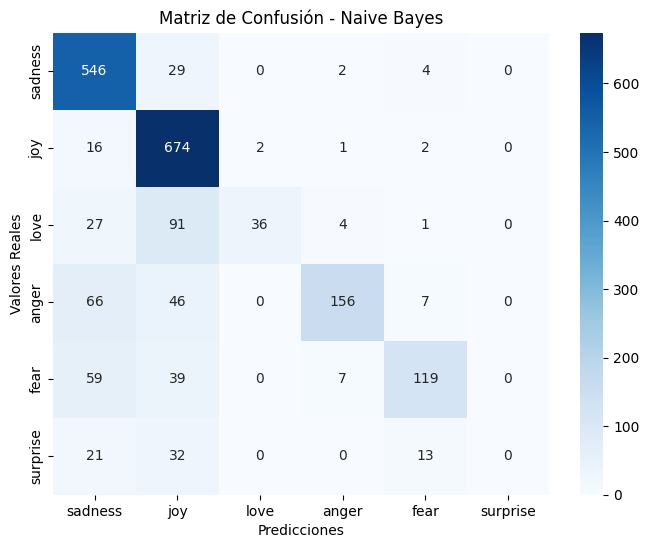 Matriz de Confusión - Naive Bayes
sadness 546 29 0 2 4 0
joy 16 674 2 1 2 0
love 27 91 36 4 1 0
anger 66 46 0 156 7 0
fear 59 39 0 7 119 0
surprise 21 32 0 0 13 0
sadness joy love anger fear surprise
Predicciones
Valores Reales
600
500
400
300
200
100
0